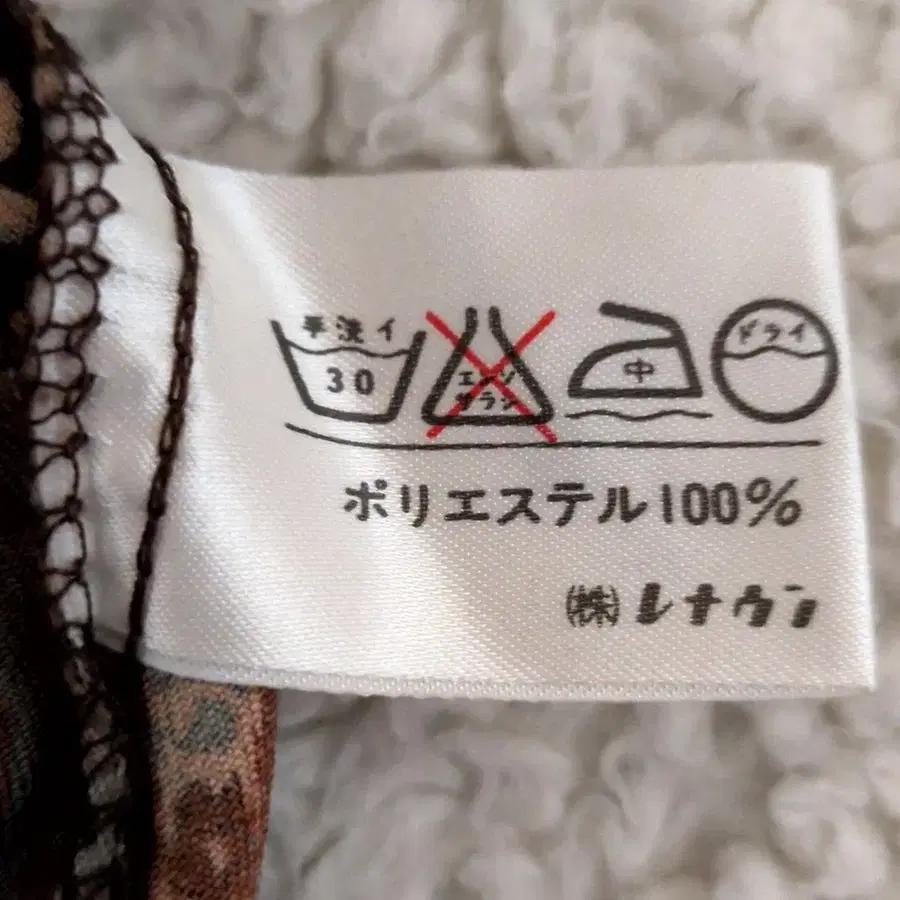 手洗イ
30
エンソ
サラシ
中
ドライ
ポリエステル100%
㈱レナウン